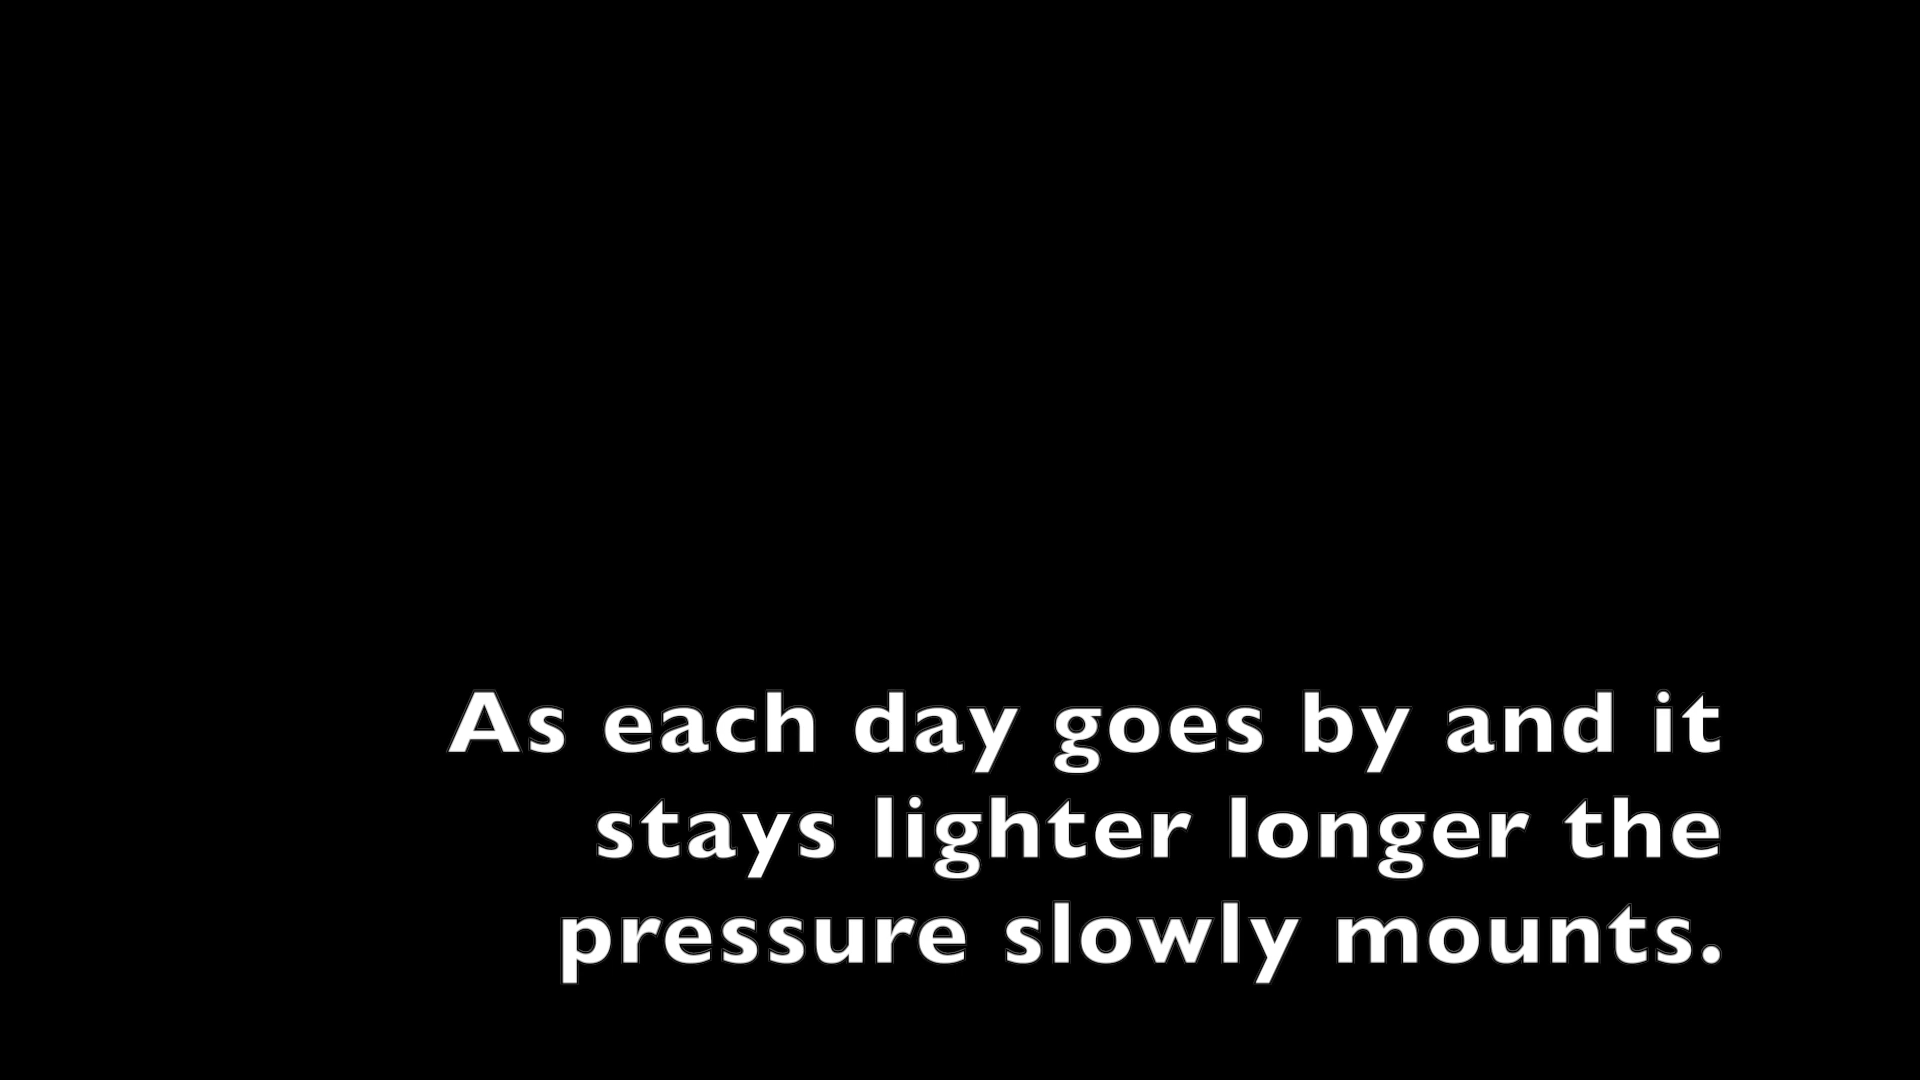 As each day goes by and it
stays lighter longer the
pressure slowly mounts.